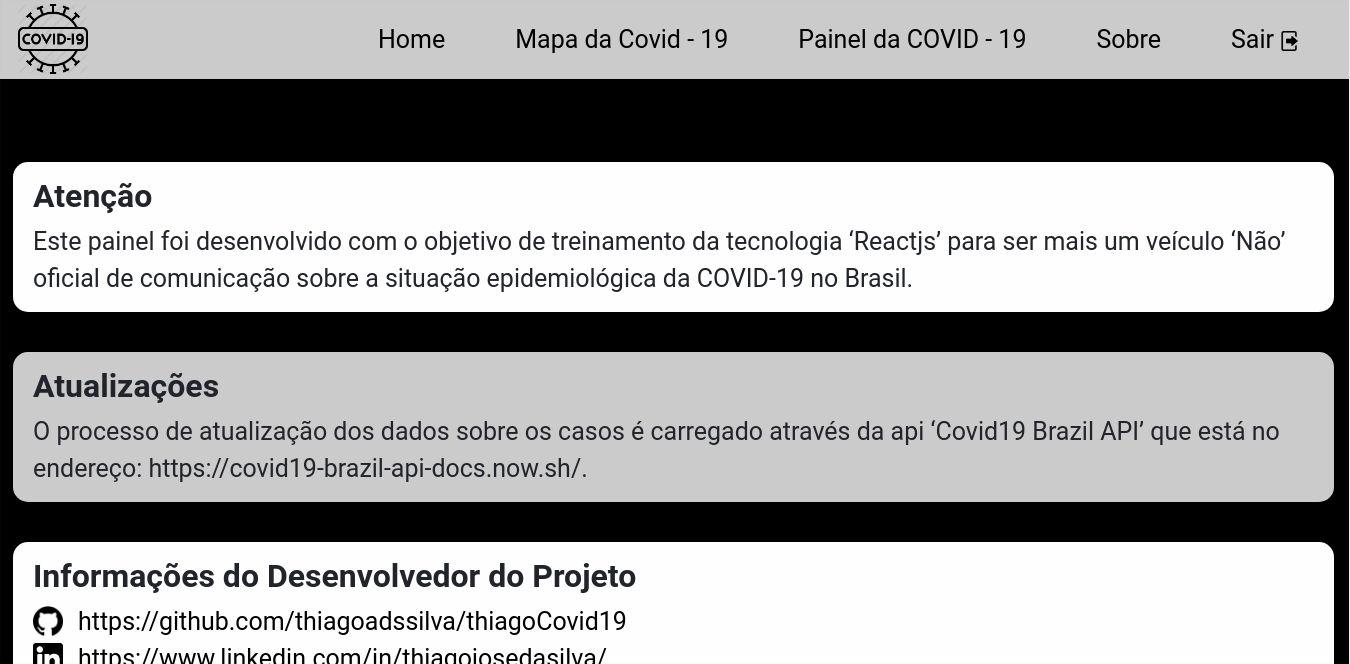 COVID-19
Home Mapa da Covid - 19 Painel da COVID - 19 Sobre Sair
Atenção
Este painel foi desenvolvido com o objetivo de treinamento da tecnologia ‘Reactjs’ para ser mais um veículo ‘Não’
oficial de comunicação sobre a situação epidemiológica da COVID-19 no Brasil.
Atualizações
O processo de atualização dos dados sobre os casos é carregado através da api ‘Covid19 Brazil API’ que está no
endereço: https://covid19-brazil-api-docs.now.sh/.
Informações do Desenvolvedor do Projeto
https://github.com/thiagoadssilva/thiagoCovid19
in https://www.linkedin.com/in/thiagojosedasilva/